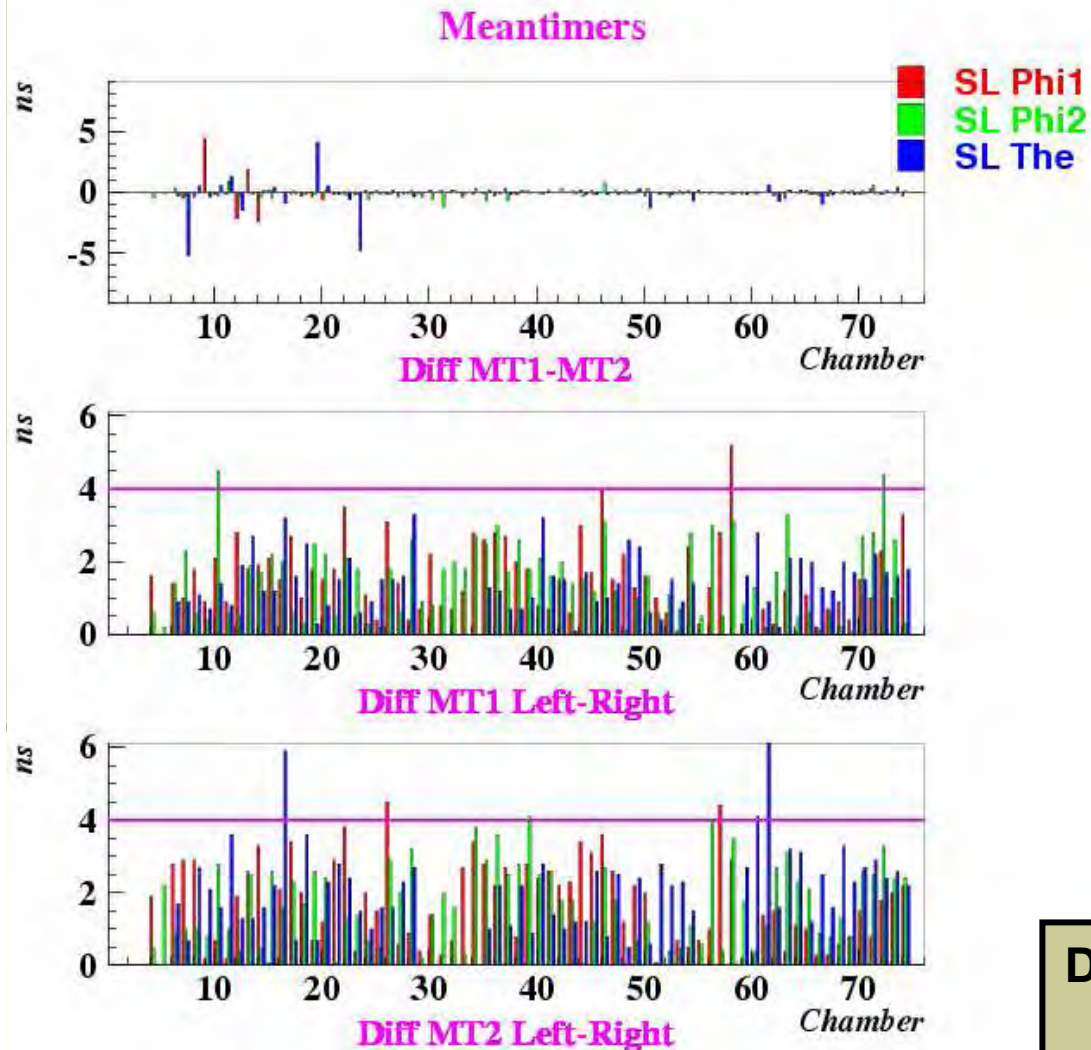 Meantimers
ns
5
0
-5
SL Phi1
SL Phi2
SL The
10 20 30 40 50 60 70
Chamber
Diff MT1-MT2
ns
6
4
2
0
10 20 30 40 50 60 70
Chamber
Diff MT1 Left-Right
ns
6
4
2
0
10 20 30 40 50 60 70
Chamber
Diff MT2 Left-Right
D